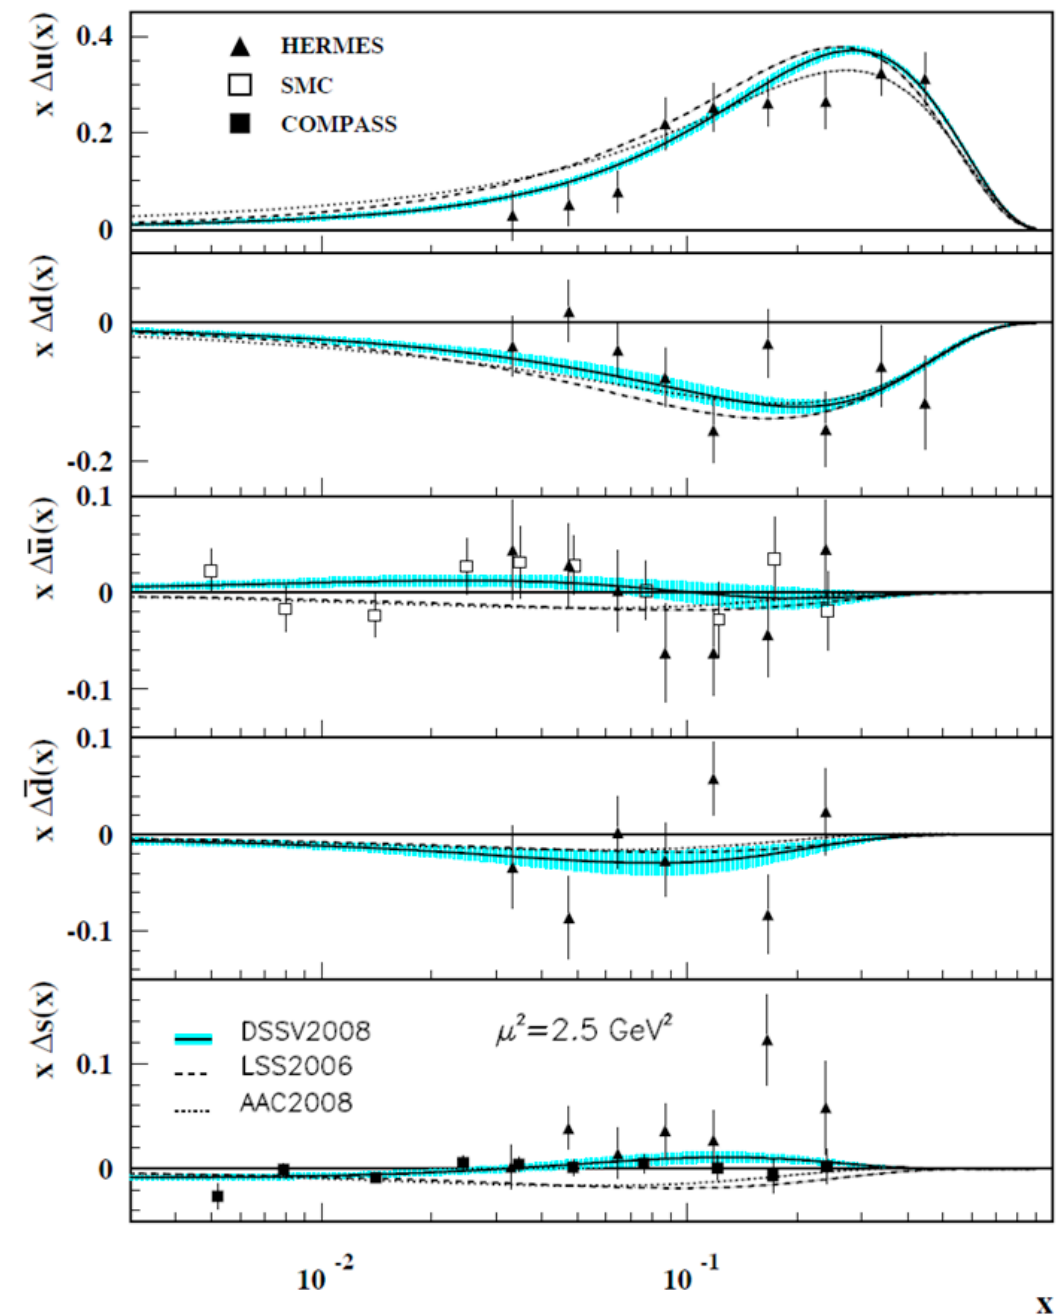 x Δu(x)
0.4
0.2
0
▲ HERMES
□ SMC
■ COMPASS
x Δd(x)
0
-0.2
x Δū(x)
0.1
0
-0.1
x Δd̄(x)
0.1
0
-0.1
x Δs(x)
0.1
0
DSSV2008
LSS2006
AAC2008
μ²=2.5 GeV²
10⁻²
10⁻¹
x